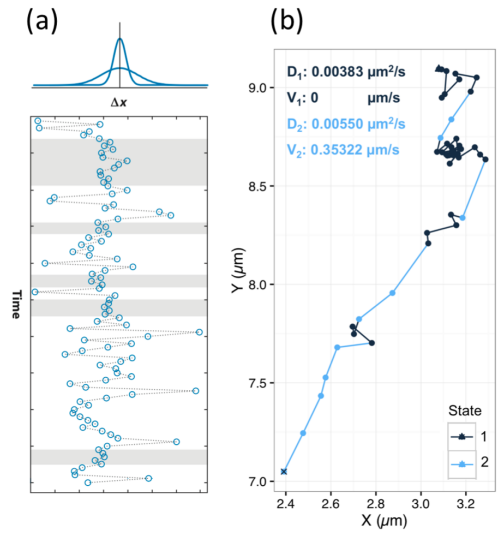 (a)
Δx
Time
(b)
D1: 0.00383 µm²/s
V1: 0 µm/s
D2: 0.00550 µm²/s
V2: 0.35322 µm/s
Y (µm)
9.0
8.5
8.0
7.5
7.0
State
1
2
2.4 2.6 2.8 3.0 3.2
X (µm)